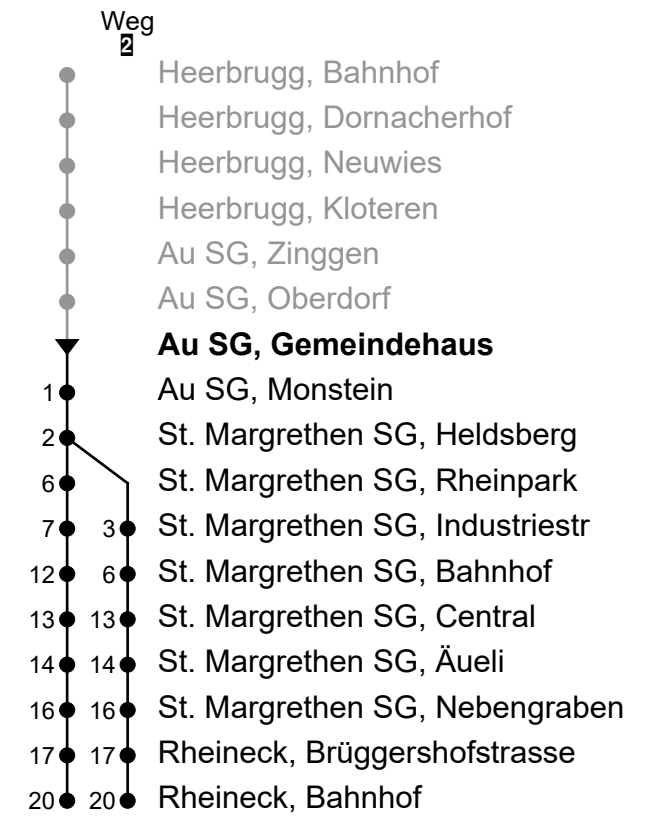 Weg
2
Heerbrugg, Bahnhof
Heerbrugg, Dornacherhof
Heerbrugg, Neuwies
Heerbrugg, Kloteren
Au SG, Zinggen
Au SG, Oberdorf
Au SG, Gemeindehaus
1 Au SG, Monstein
2 St. Margrethen SG, Heldsberg
6 St. Margrethen SG, Rheinpark
7 3 St. Margrethen SG, Industriestr
12 6 St. Margrethen SG, Bahnhof
13 13 St. Margrethen SG, Central
14 14 St. Margrethen SG, Äueli
16 16 St. Margrethen SG, Nebengraben
17 17 Rheineck, Brüggershofstrasse
20 20 Rheineck, Bahnhof